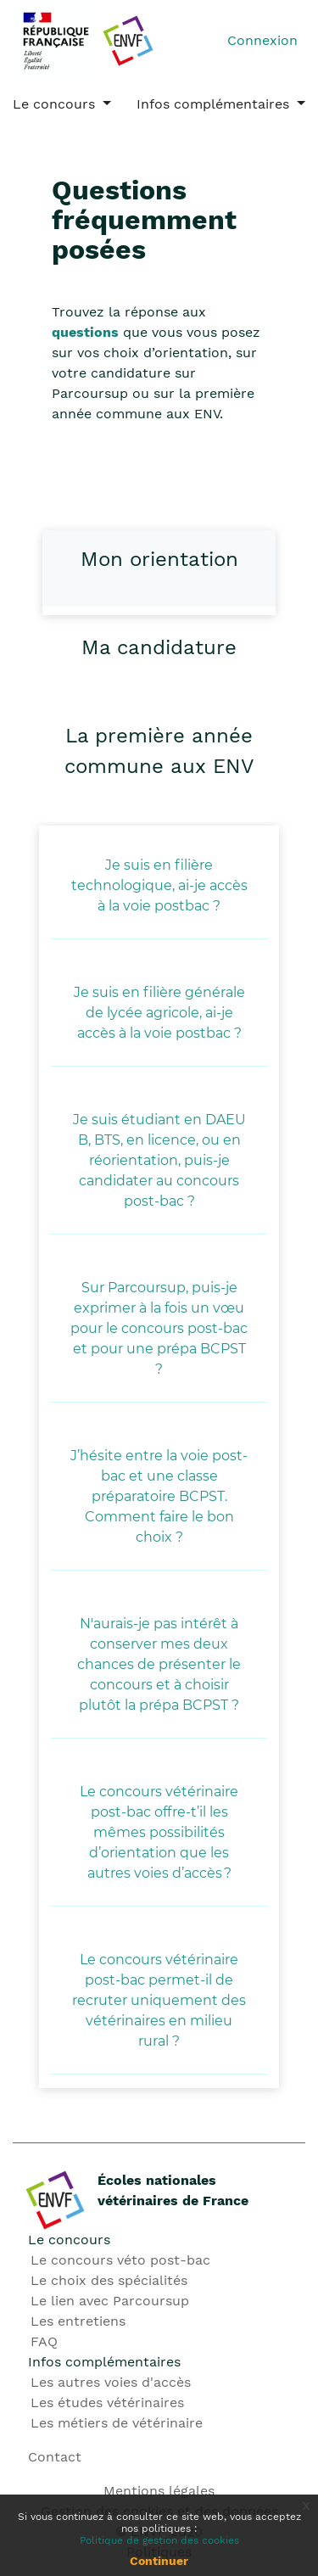 RÉPUBLIQUE
FRANÇAISE
Liberté
Égalité
Fraternité
ENVF
Connexion
Le concours
Infos complémentaires
Questions
fréquemment
posées
Trouvez la réponse aux
questions que vous vous posez
sur vos choix d’orientation, sur
votre candidature sur
Parcoursup ou sur la première
année commune aux ENV.
Mon orientation
Ma candidature
La première année
commune aux ENV
Je suis en filière
technologique, ai-je accès
à la voie postbac ?
Je suis en filière générale
de lycée agricole, ai-je
accès à la voie postbac ?
Je suis étudiant en DAEU
B, BTS, en licence, ou en
réorientation, puis-je
candidater au concours
post-bac ?
Sur Parcoursup, puis-je
exprimer à la fois un vœu
pour le concours post-bac
et pour une prépa BCPST
?
J’hésite entre la voie post-
bac et une classe
préparatoire BCPST.
Comment faire le bon
choix ?
N'aurais-je pas intérêt à
conserver mes deux
chances de présenter le
concours et à choisir
plutôt la prépa BCPST ?
Le concours vétérinaire
post-bac offre-t’il les
mêmes possibilités
d’orientation que les
autres voies d’accès ?
Le concours vétérinaire
post-bac permet-il de
recruter uniquement des
vétérinaires en milieu
rural ?
ENVF
Écoles nationales
vétérinaires de France
Le concours
Le concours véto post-bac
Le choix des spécialités
Le lien avec Parcoursup
Les entretiens
FAQ
Infos complémentaires
Les autres voies d'accès
Les études vétérinaires
Les métiers de vétérinaire
Contact
Mentions légales
x
Si vous continuez à consulter ce site web, vous acceptez
nos politiques :
Politique de gestion des cookies
Continuer